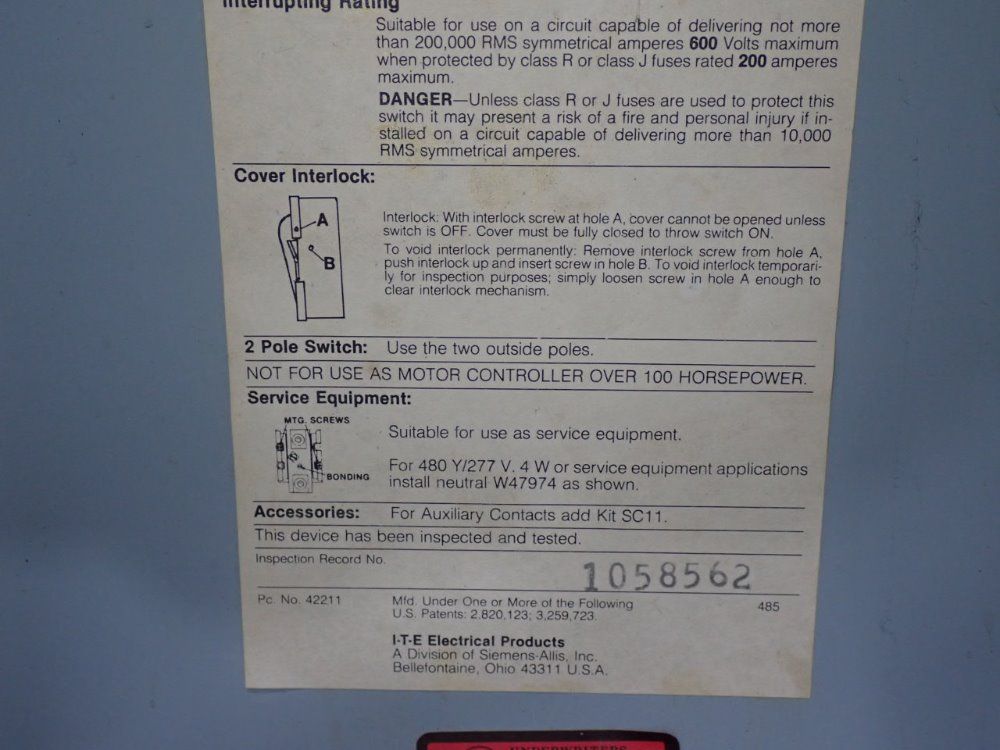 Interrupting Rating
Suitable for use on a circuit capable of delivering not more
than 200,000 RMS symmetrical amperes 600 Volts maximum
when protected by class R or class J fuses rated 200 amperes
maximum.
DANGER—Unless class R or J fuses are used to protect this
switch it may present a risk of a fire and personal injury if in-
stalled on a circuit capable of delivering more than 10,000
RMS symmetrical amperes.
Cover Interlock:
A
B
Interlock: With interlock screw at hole A, cover cannot be opened unless
switch is OFF. Cover must be fully closed to throw switch ON.
To void interlock permanently: Remove interlock screw from hole A,
push interlock up and insert screw in hole B. To void interlock temporari-
ly for inspection purposes; simply loosen screw in hole A enough to
clear interlock mechanism.
2 Pole Switch: Use the two outside poles.
NOT FOR USE AS MOTOR CONTROLLER OVER 100 HORSEPOWER.
Service Equipment:
MTG. SCREWS
BONDING
Suitable for use as service equipment.
For 480 Y/277 V. 4 W or service equipment applications
install neutral W47974 as shown.
Accessories: For Auxiliary Contacts add Kit SC11.
This device has been inspected and tested.
Inspection Record No. 1058562
Pc. No. 42211
Mfd. Under One or More of the Following
U.S. Patents: 2,820,123; 3,259,723.
485
I-T-E Electrical Products
A Division of Siemens-Allis, Inc.
Bellefontaine, Ohio 43311 U.S.A.
UNDERWRITERS